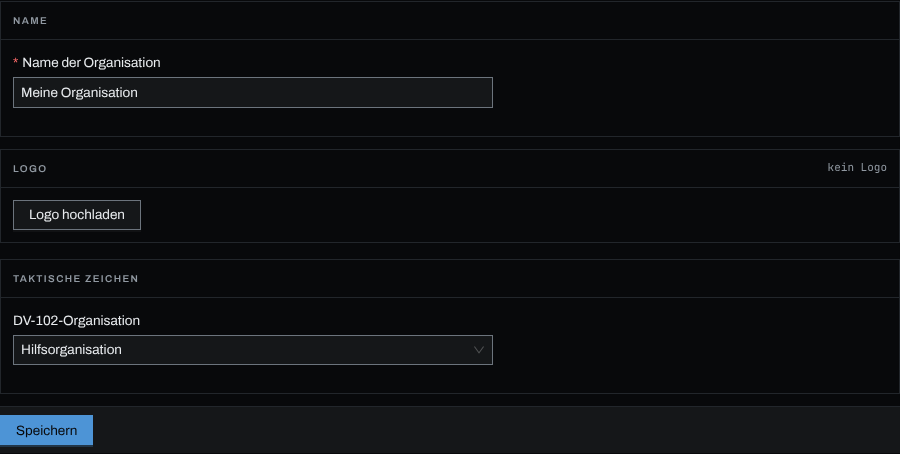 NAME
* Name der Organisation
Meine Organisation
LOGO
kein Logo
Logo hochladen
TAKTISCHE ZEICHEN
DV-102-Organisation
Hilfsorganisation
Speichern